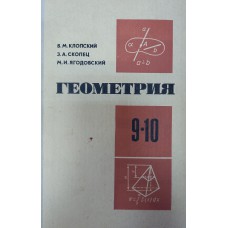 В. М. КЛОПСКИЙ
З. А. СКОПЕЦ
М. И. ЯГОДОВСКИЙ
ГЕОМЕТРИЯ
9-10